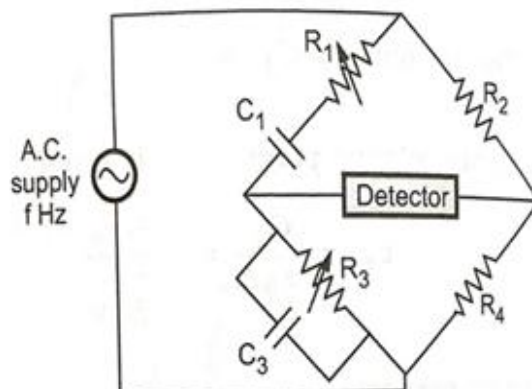 R1
R2
C1
A.C.
supply
f Hz
Detector
R3
R4
C3